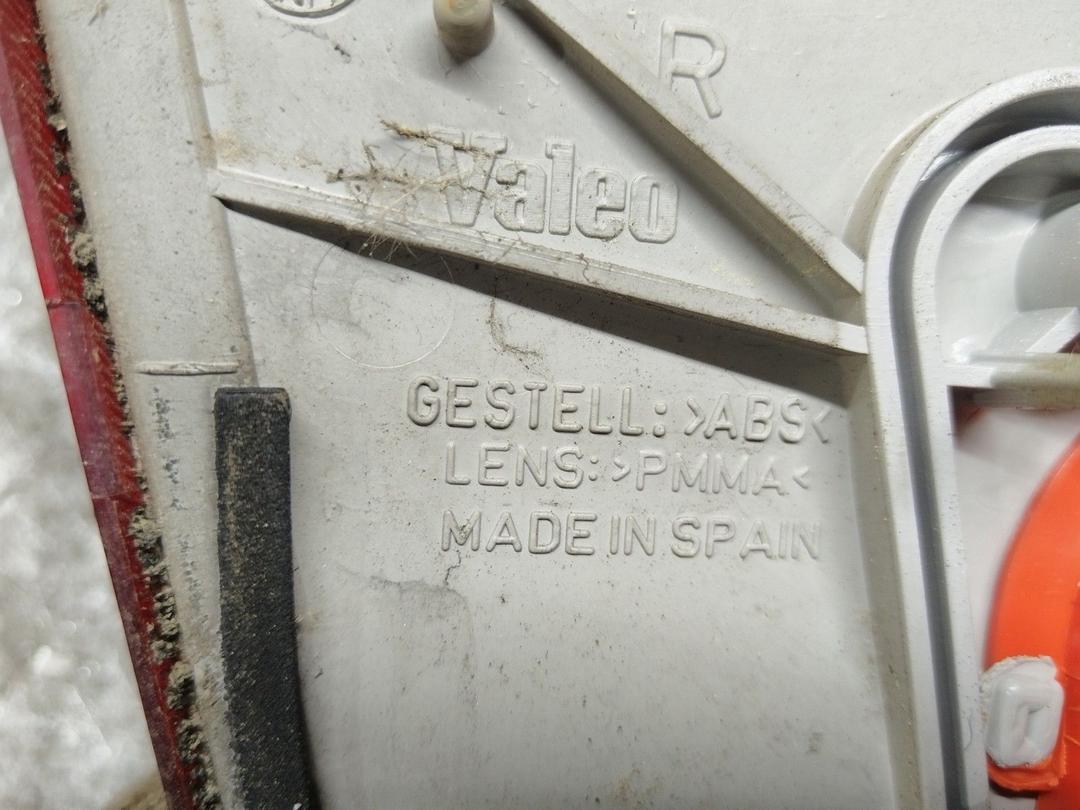 R
Valeo
GESTELL: >ABS<
LENS: >PMMA<
MADE IN SPAIN